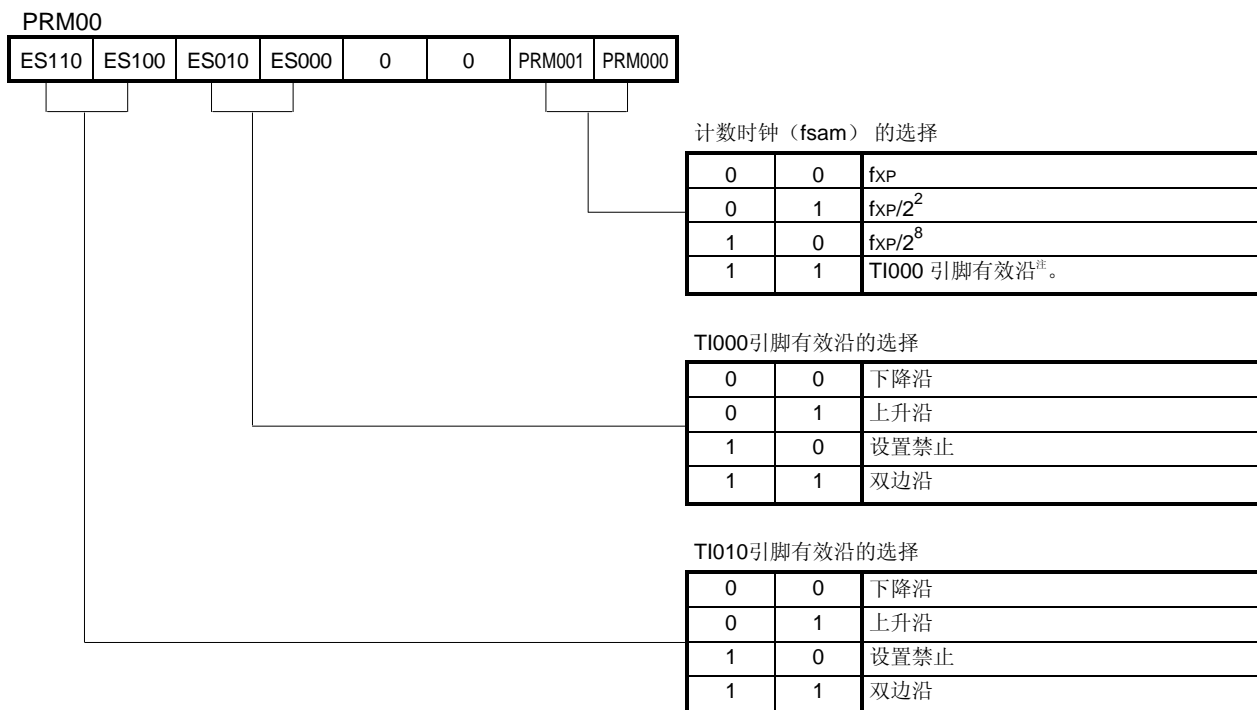 PRM00
ES110 ES100 ES010 ES000 0 0 PRM001 PRM000
计数时钟（fsam） 的选择
0 0 fXP
0 1 fXP/2²
1 0 fXP/2⁸
1 1 TI000 引脚有效沿注。
TI000引脚有效沿的选择
0 0 下降沿
0 1 上升沿
1 0 设置禁止
1 1 双边沿
TI010引脚有效沿的选择
0 0 下降沿
0 1 上升沿
1 0 设置禁止
1 1 双边沿